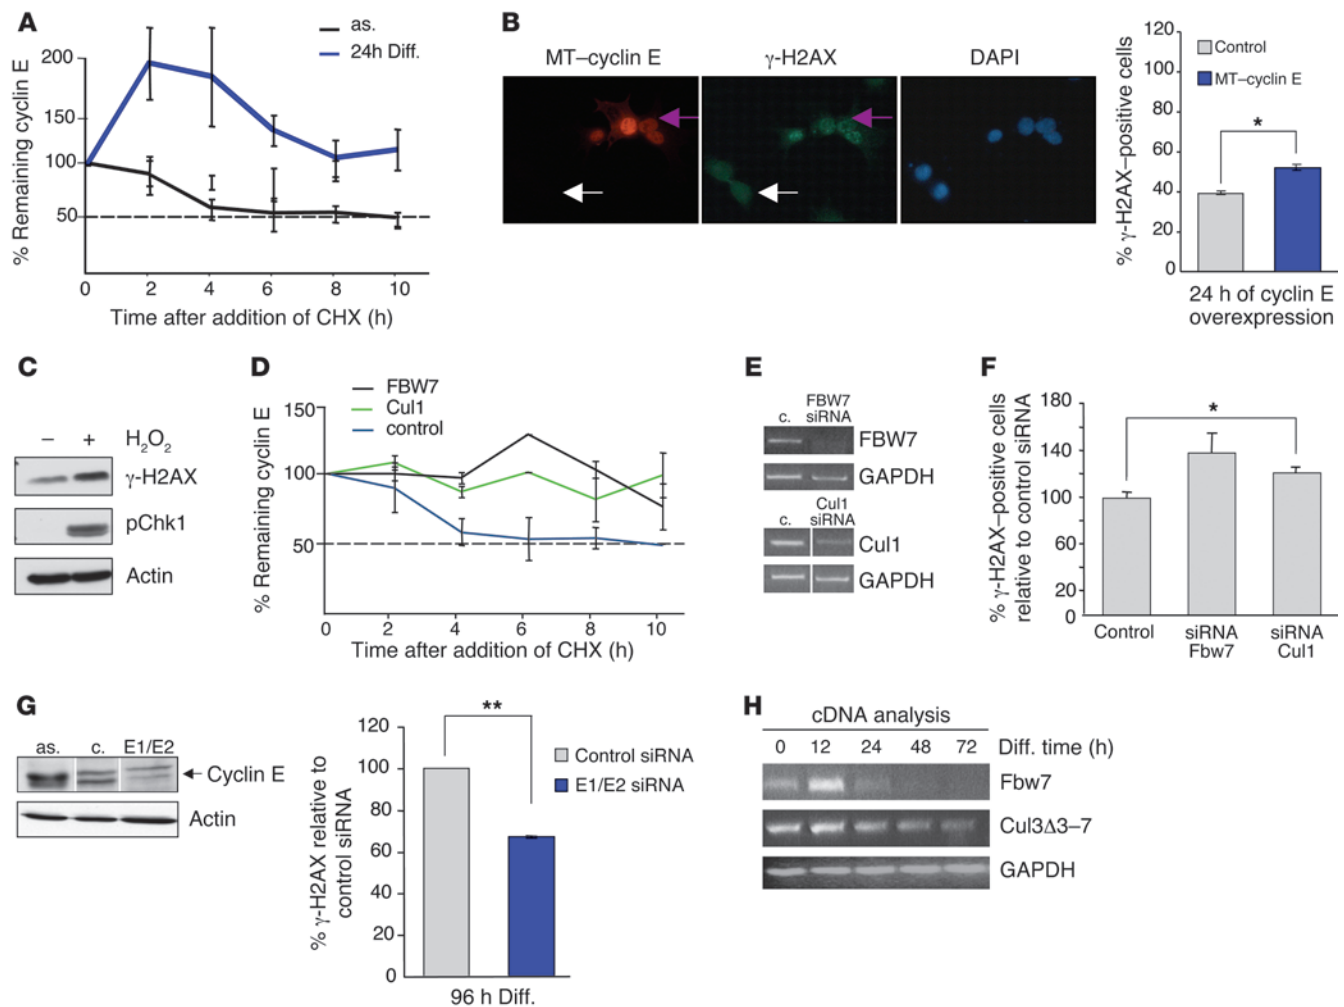 A
as.
24h Diff.
% Remaining cyclin E
200
150
100
50
0 2 4 6 8 10
Time after addition of CHX (h)
B
MT–cyclin E γ-H2AX DAPI
% γ-H2AX–positive cells
120
100
80
60
40
20
0
Control
MT–cyclin E
*
24 h of cyclin E
overexpression
C
– + H2O2
γ-H2AX
pChk1
Actin
D
FBW7
Cul1
control
% Remaining cyclin E
150
100
50
0 2 4 6 8 10
Time after addition of CHX (h)
E
FBW7
c. siRNA
FBW7
GAPDH
Cul1
c. siRNA
Cul1
GAPDH
F
% γ-H2AX–positive cells
relative to control siRNA
180
140
100
80
60
40
120
0
*
Control siRNA siRNA
Fbw7 Cul1
G
as. c. E1/E2
Cyclin E
Actin
% γ-H2AX relative to
control siRNA
120
100
80
60
40
20
0
**
Control siRNA
E1/E2 siRNA
96 h Diff.
H
cDNA analysis
0 12 24 48 72 Diff. time (h)
Fbw7
Cul3Δ3–7
GAPDH